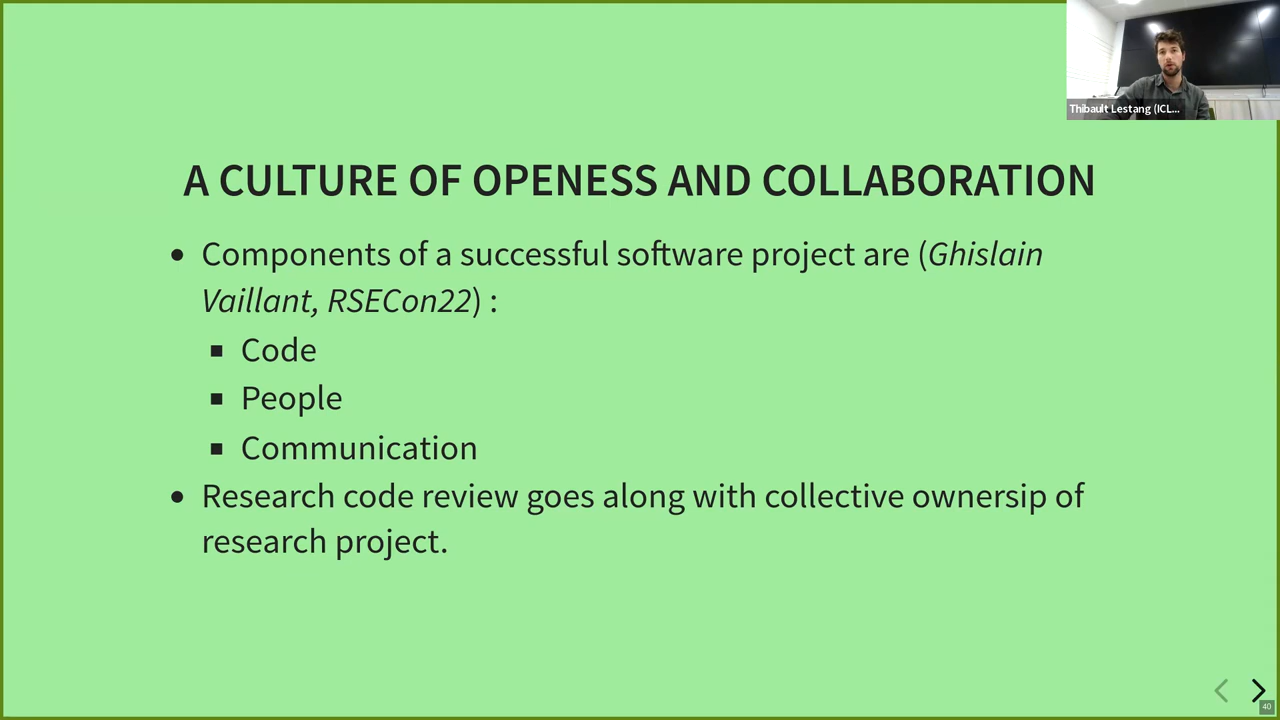 Thibault Lestang (ICL...
A CULTURE OF OPENESS AND COLLABORATION
• Components of a successful software project are (Ghislain
Vaillant, RSECon22) :
▪ Code
▪ People
▪ Communication
• Research code review goes along with collective ownersip of
research project.
40